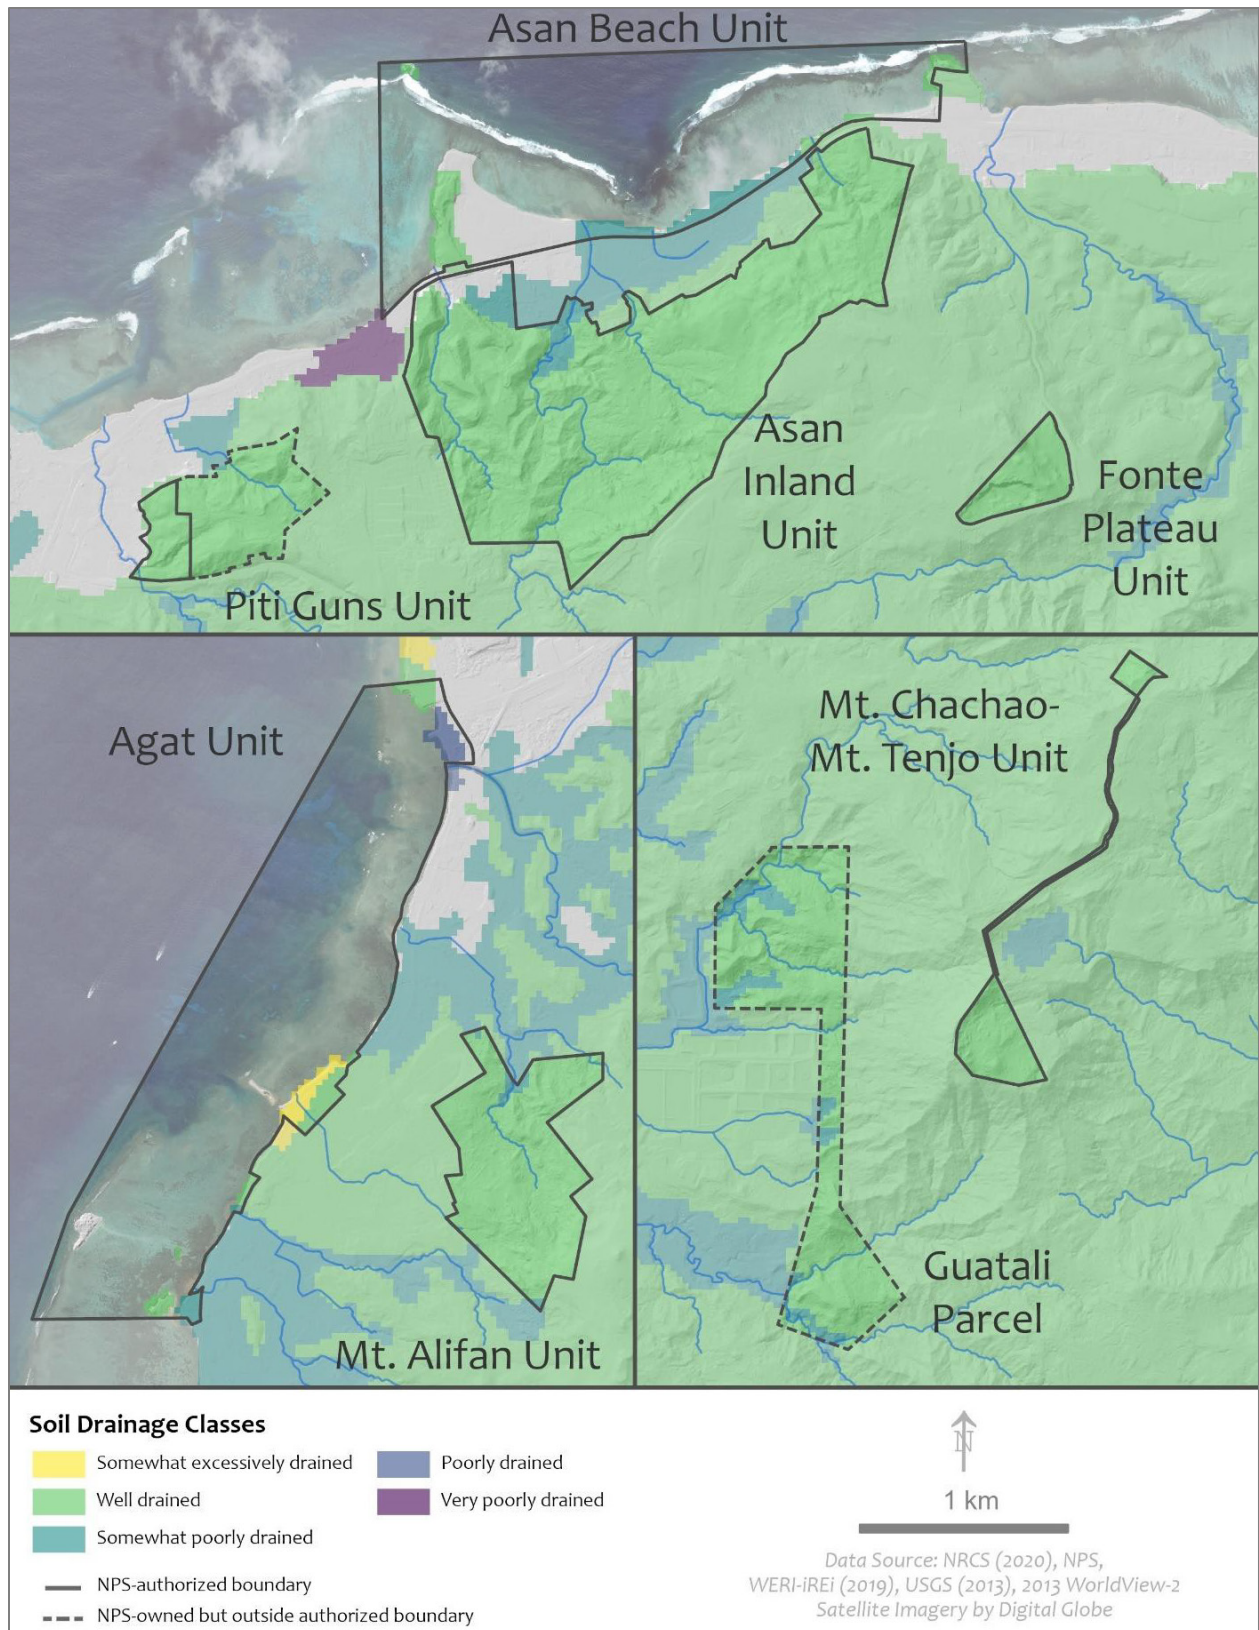 Asan Beach Unit
Asan
Inland
Unit
Fonte
Plateau
Unit
Piti Guns Unit
Agat Unit
Mt. Alifan Unit
Mt. Chachao-
Mt. Tenjo Unit
Guatali
Parcel
Soil Drainage Classes
Somewhat excessively drained
Well drained
Somewhat poorly drained
Poorly drained
Very poorly drained
NPS-authorized boundary
NPS-owned but outside authorized boundary
N
1 km
Data Source: NRCS (2020), NPS,
WERI-iREi (2019), USGS (2013), 2013 WorldView-2
Satellite Imagery by Digital Globe